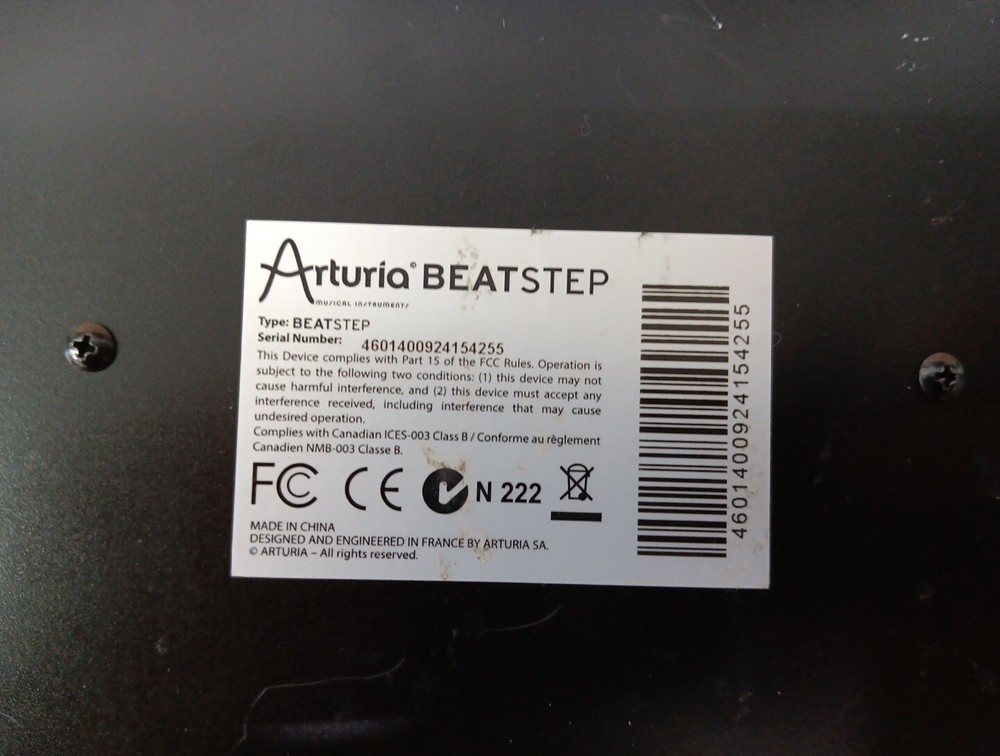 Arturia© BEATSTEP
MUSICAL INSTRUMENTS
Type: BEATSTEP
Serial Number: 4601400924154255
This Device complies with Part 15 of the FCC Rules. Operation is
subject to the following two conditions: (1) this device may not
cause harmful interference, and (2) this device must accept any
interference received, including interference that may cause
undesired operation.
Complies with Canadian ICES-003 Class B / Conforme au règlement
Canadien NMB-003 Classe B.
FC CE N 222
MADE IN CHINA
DESIGNED AND ENGINEERED IN FRANCE BY ARTURIA SA.
© ARTURIA – All rights reserved.
4601400924154255